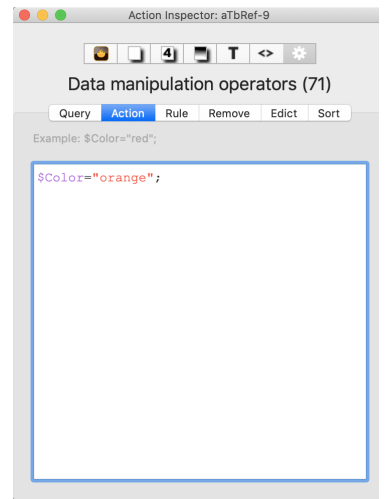 Action Inspector: aTbRef-9
4 T <>
Data manipulation operators (71)
Query Action Rule Remove Edict Sort
Example: $Color="red";
$Color="orange";